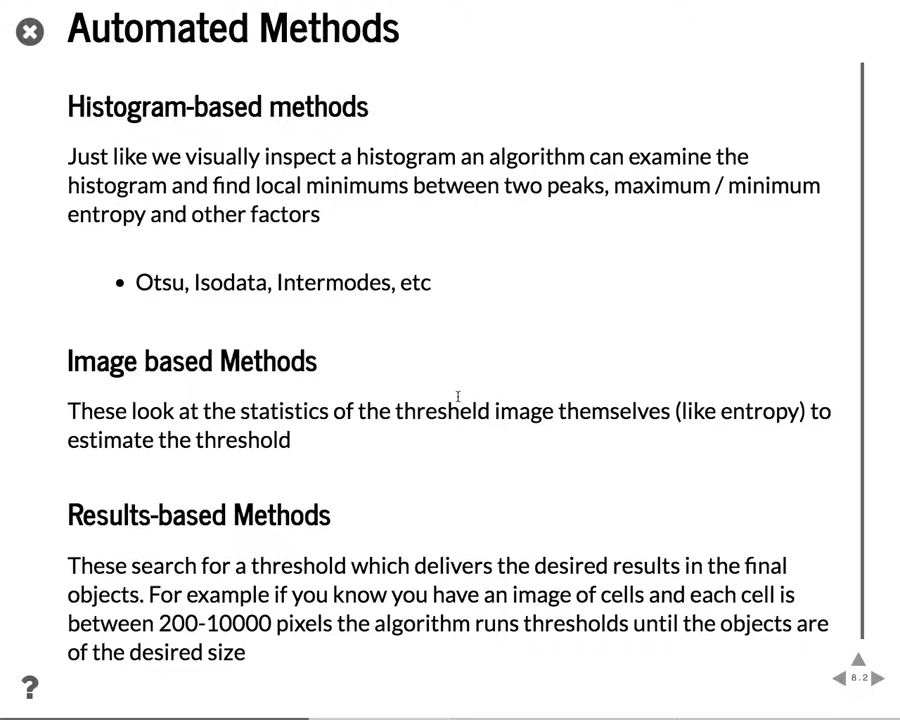 Automated Methods
Histogram-based methods
Just like we visually inspect a histogram an algorithm can examine the
histogram and find local minimums between two peaks, maximum / minimum
entropy and other factors
• Otsu, Isodata, Intermodes, etc
Image based Methods
These look at the statistics of the thresheld image themselves (like entropy) to
estimate the threshold
Results-based Methods
These search for a threshold which delivers the desired results in the final
objects. For example if you know you have an image of cells and each cell is
between 200-10000 pixels the algorithm runs thresholds until the objects are
of the desired size
?
8.2